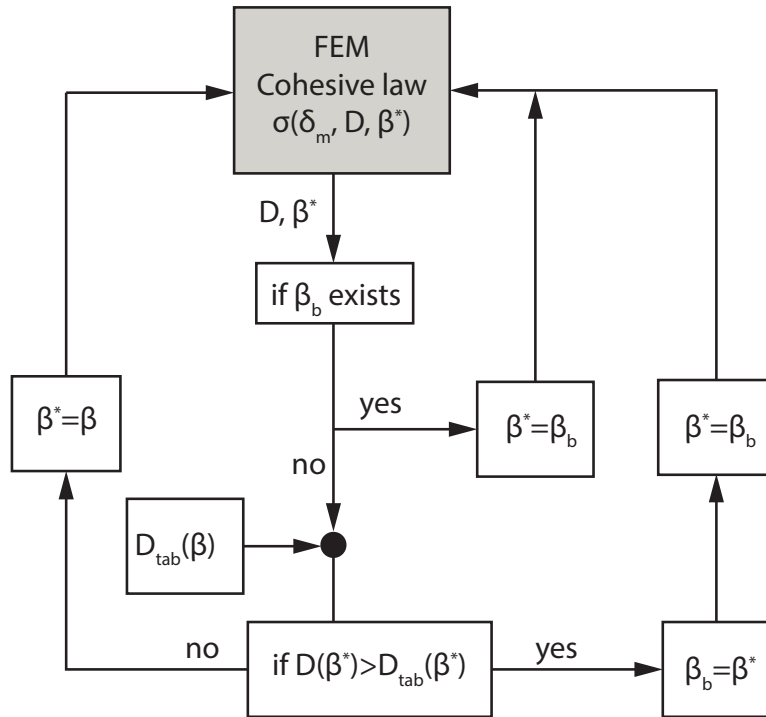 FEM
Cohesive law
σ(δm, D, β*)
D, β*
if βb exists
yes
β*=β
β*=βb
β*=βb
no
Dtab(β)
no
if D(β*)>Dtab(β*)
yes
βb=β*